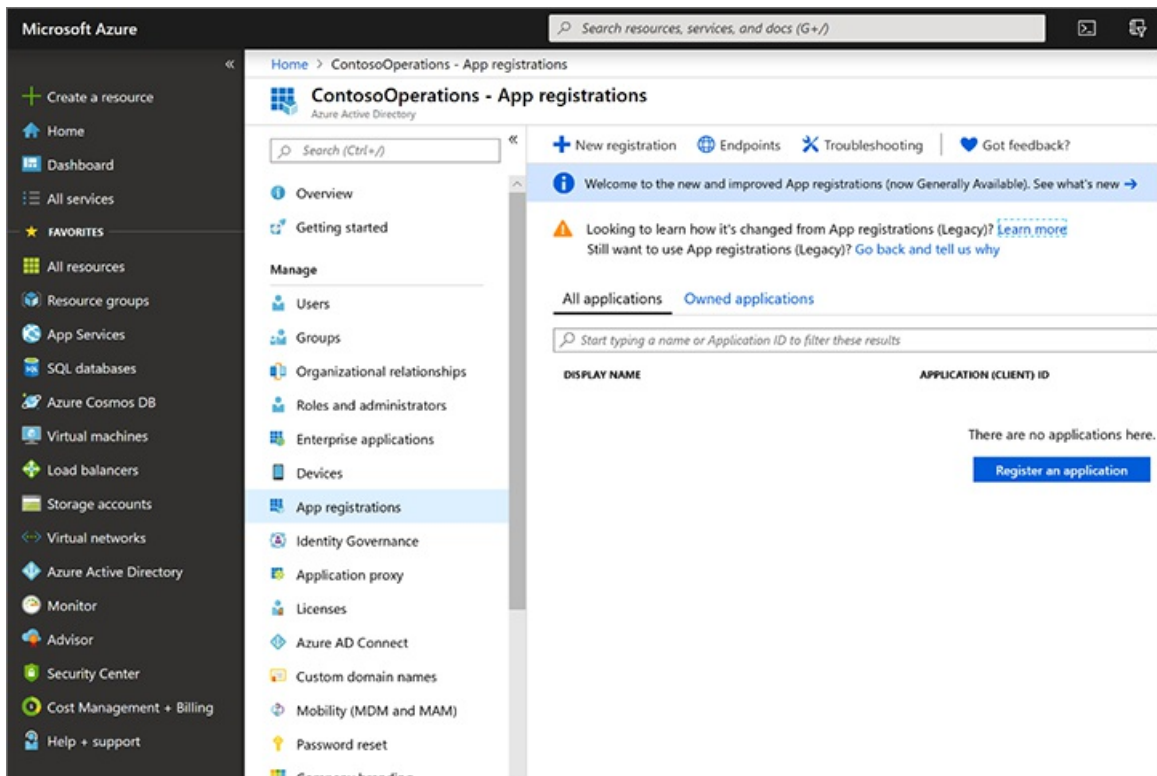 Microsoft Azure
Search resources, services, and docs (G+/)
Create a resource
Home
Dashboard
All services
FAVORITES
All resources
Resource groups
App Services
SQL databases
Azure Cosmos DB
Virtual machines
Load balancers
Storage accounts
Virtual networks
Azure Active Directory
Monitor
Advisor
Security Center
Cost Management + Billing
Help + support
Home > ContosoOperations - App registrations
ContosoOperations - App registrations
Azure Active Directory
Search (Ctrl+/)
Overview
Getting started
Manage
Users
Groups
Organizational relationships
Roles and administrators
Enterprise applications
Devices
App registrations
Identity Governance
Application proxy
Licenses
Azure AD Connect
Custom domain names
Mobility (MDM and MAM)
Password reset
Company branding
New registration Endpoints Troubleshooting Got feedback?
Welcome to the new and improved App registrations (now Generally Available). See what's new →
Looking to learn how it's changed from App registrations (Legacy)? Learn more
Still want to use App registrations (Legacy)? Go back and tell us why
All applications Owned applications
Start typing a name or Application ID to filter these results
DISPLAY NAME APPLICATION (CLIENT) ID
There are no applications here.
Register an application